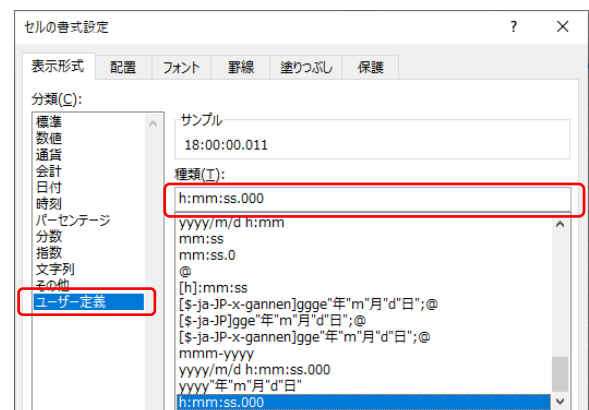 セルの書式設定 ? ×
表示形式 配置 フォント 罫線 塗りつぶし 保護
分類(C):
標準
数値
通貨
会計
日付
時刻
パーセンテージ
分数
指数
文字列
その他
ユーザー定義
サンプル
18:00:00.011
種類(T):
h:mm:ss.000
yyyy/m/d h:mm
mm:ss
mm:ss.0
@
[h]:mm:ss
[$-ja-JP-x-gannen]ggge"年"m"月"d"日";@
[$-ja-JP]gge"年"m"月"d"日";@
[$-ja-JP-x-gannen]gge"年"m"月"d"日";@
mmm-yyyy
yyyy/m/d h:mm:ss.000
yyyy"年"m"月"d"日"
h:mm:ss.000